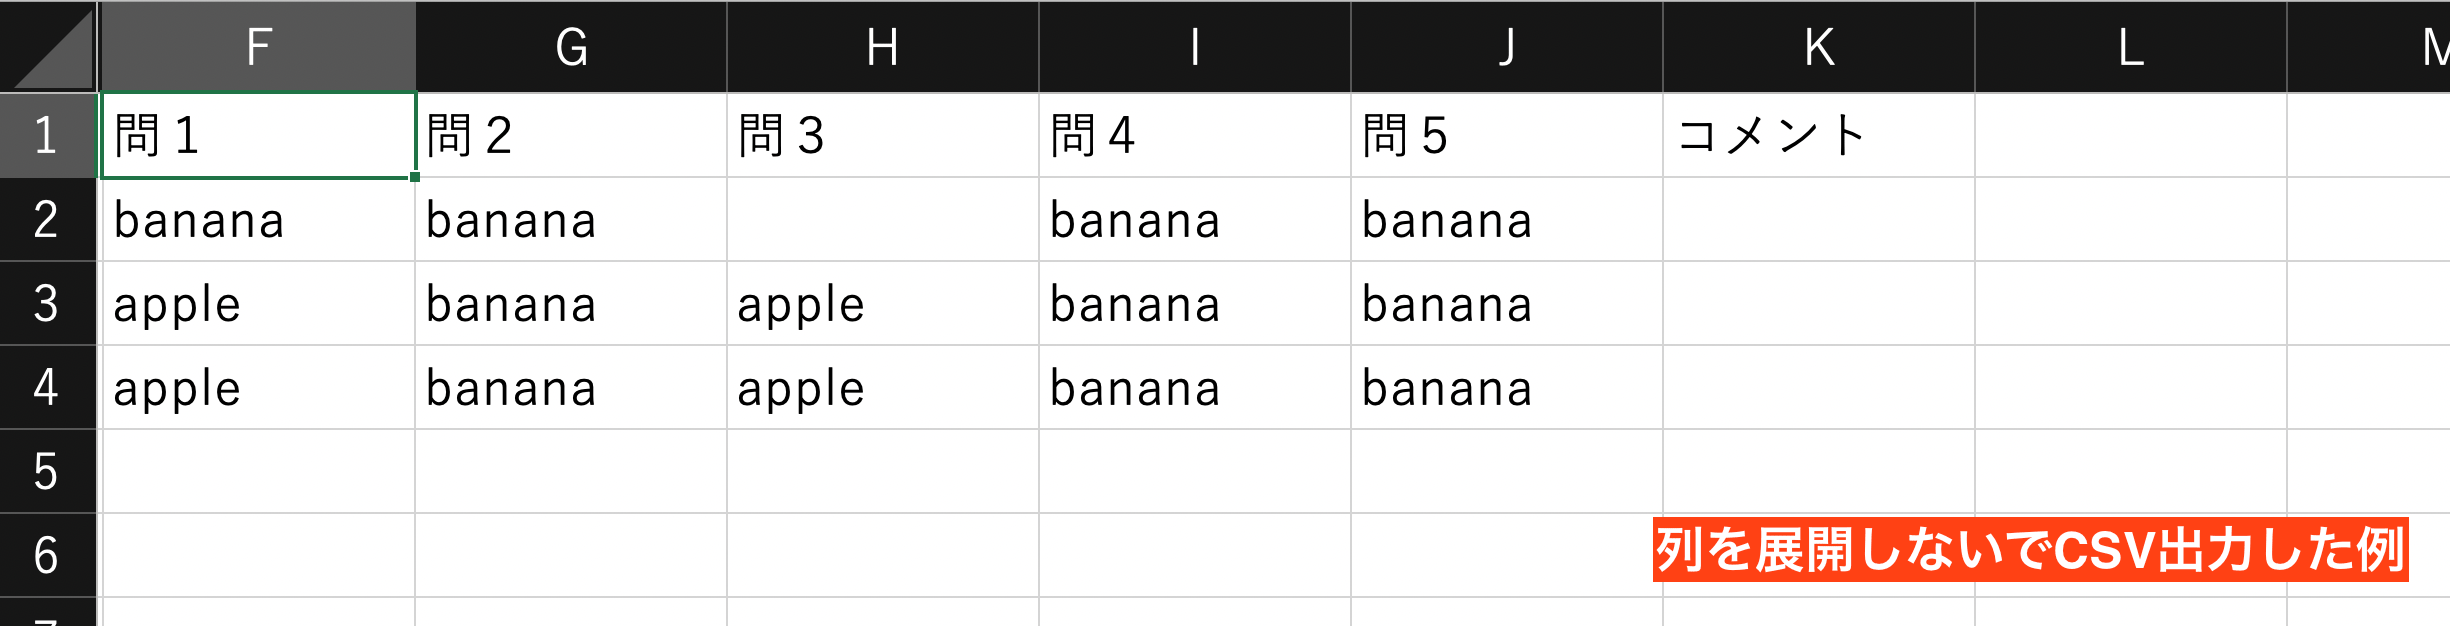 F G H I J K L M
1 問1 問2 問3 問4 問5 コメント
2 banana banana banana banana
3 apple banana apple banana banana
4 apple banana apple banana banana
5
6
列を展開しないでCSV出力した例
7